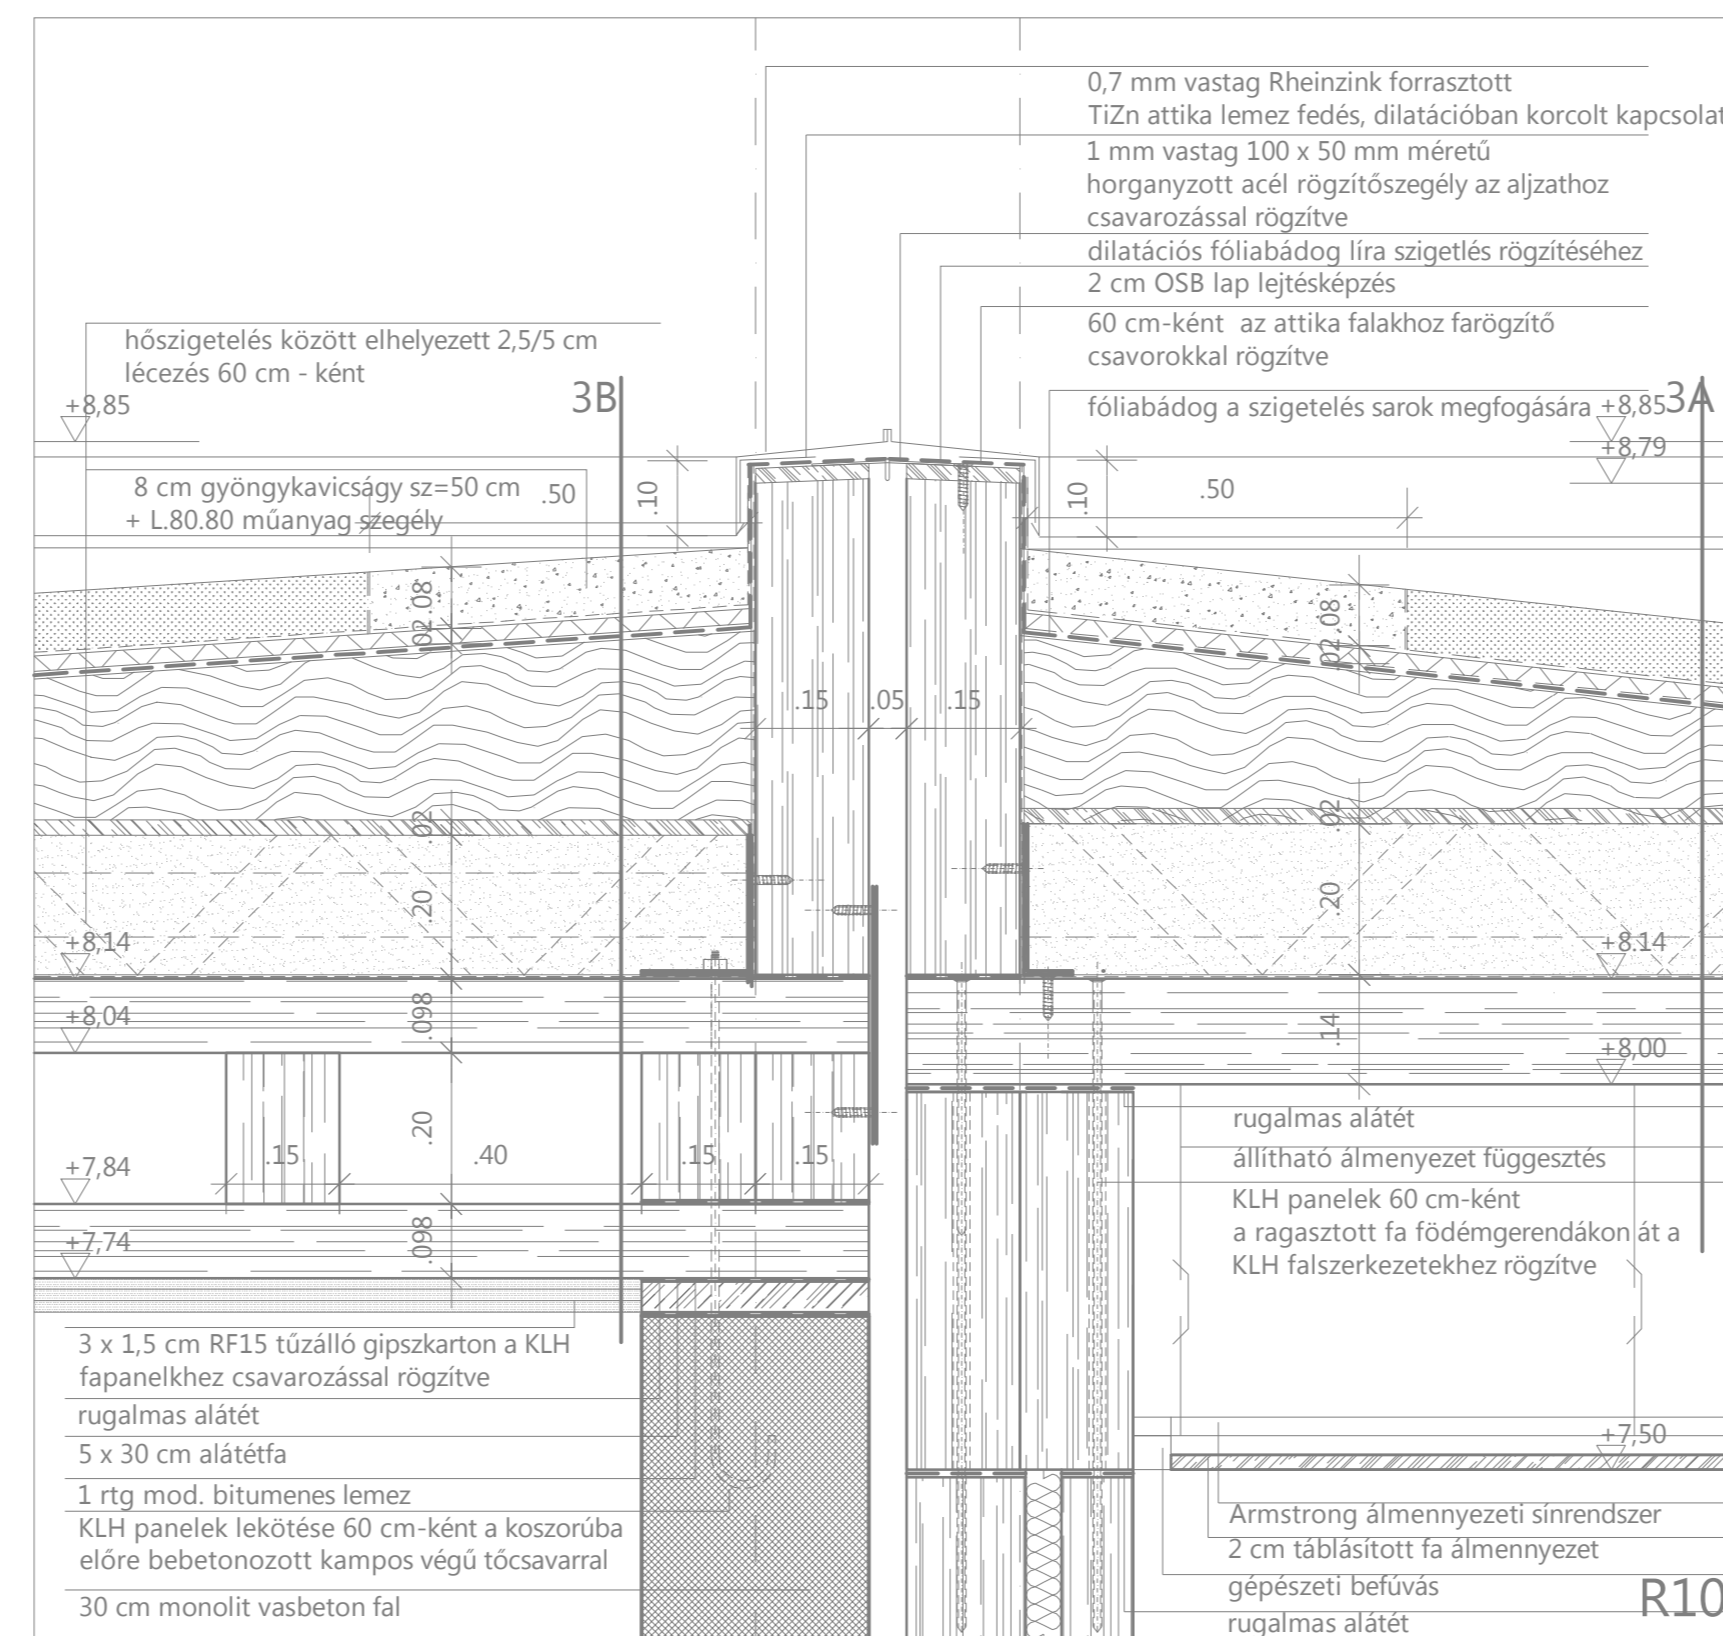 0,7 mm vastag Rheinzink forrasztott
TiZn attika lemez fedés, dilatációban korcolt kapcsolat
1 mm vastag 100 x 50 mm méretű
horganyzott acél rögzítőszegély az aljzathoz
csavarozással rögzítve
dilatációs fóliabádog líra szigetlés rögzítéséhez
2 cm OSB lap lejtésképzés
60 cm-ként az attika falakhoz farögzítő
csavorokkal rögzítve
fóliabádog a szigetelés sarok megfogására
hőszigetelés között elhelyezett 2,5/5 cm
lécezés 60 cm - ként
3B
3A
+8,85
+8,85
+8,79
8 cm gyöngykavicságy sz=50 cm
+ L.80.80 műanyag szegély
.50
.10
.10
.50
.08
.02
.08
.02
.15
.05
.15
.02
.02
.20
.20
+8,14
+8.14
+8,04
.098
.14
+8,00
.20
+7,84
.15
.40
.15
.15
+7,74
.098
rugalmas alátét
állítható álmenyezet függesztés
KLH panelek 60 cm-ként
a ragasztott fa födémgerendákon át a
KLH falszerkezetekhez rögzítve
3 x 1,5 cm RF15 tűzálló gipszkarton a KLH
fapanelkhez csavarozással rögzítve
rugalmas alátét
5 x 30 cm alátétfa
1 rtg mod. bitumenes lemez
KLH panelek lekötése 60 cm-ként a koszorúba
előre bebetonozott kampos végű tőcsavarral
30 cm monolit vasbeton fal
+7,50
Armstrong álmennyezeti sínrendszer
2 cm táblásított fa álmennyezet
gépészeti befúvás
rugalmas alátét
R10